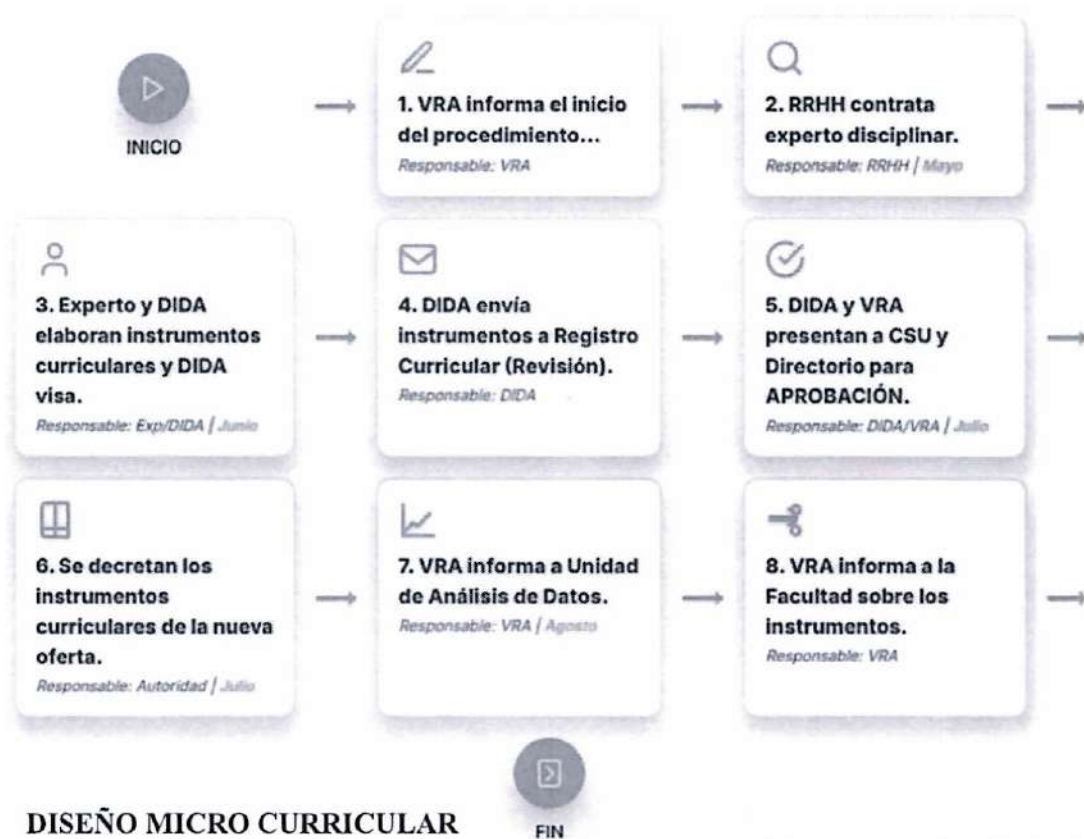 INICIO
1. VRA informa el inicio
del procedimiento...
Responsable: VRA
2. RRHH contrata
experto disciplinar.
Responsable: RRHH | Mayo
3. Experto y DIDA
elaboran instrumentos
curriculares y DIDA
visa.
Responsable: Exp/DIDA | Junio
4. DIDA envía
instrumentos a Registro
Curricular (Revisión).
Responsable: DIDA
5. DIDA y VRA
presentan a CSU y
Directorio para
APROBACIÓN.
Responsable: DIDA/VRA | Julio
6. Se decretan los
instrumentos
curriculares de la nueva
oferta.
Responsable: Autoridad | Julio
7. VRA informa a Unidad
de Análisis de Datos.
Responsable: VRA | Agosto
8. VRA informa a la
Facultad sobre los
instrumentos.
Responsable: VRA
FIN
DISEÑO MICRO CURRICULAR